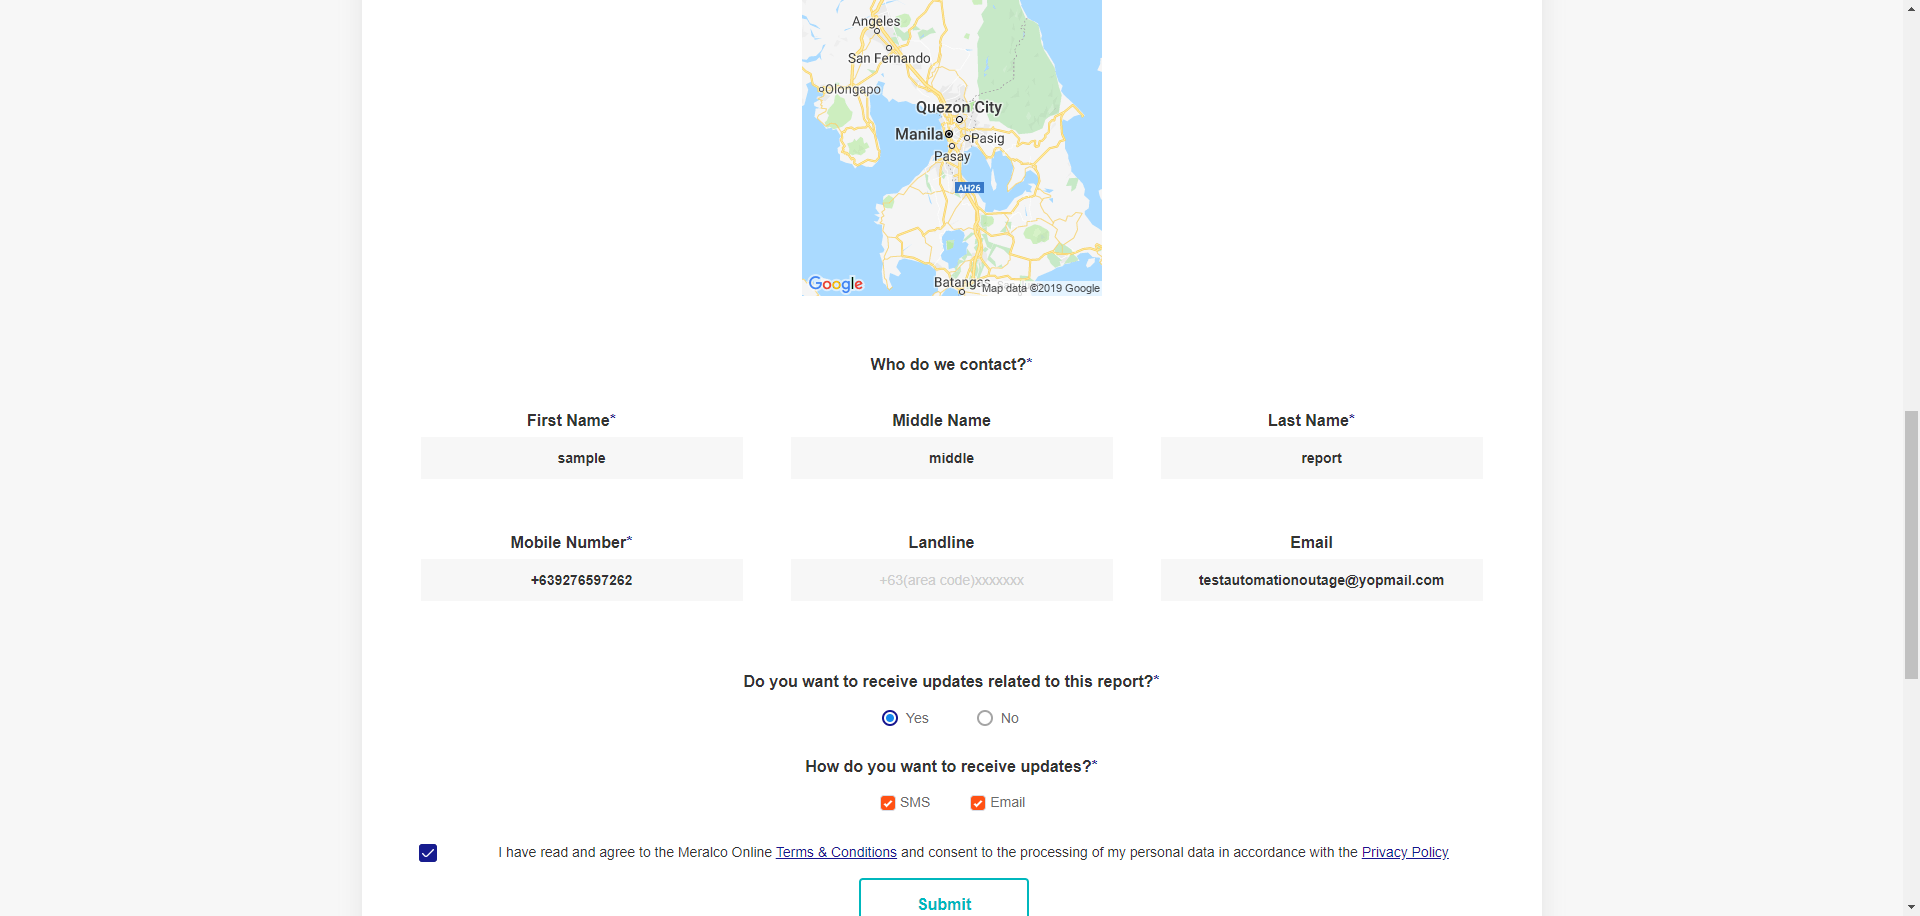 Angeles
San Fernando
Olongapo
Quezon City
Manila
Pasig
Pasay
AH26
Batangas
Google
Map data ©2019 Google
Who do we contact?*
First Name*
Middle Name
Last Name*
sample
middle
report
Mobile Number*
Landline
Email
+639276597262
+63(area code)xxxxxxx
testautomationoutage@yopmail.com
Do you want to receive updates related to this report?*
Yes
No
How do you want to receive updates?*
SMS
Email
I have read and agree to the Meralco Online Terms & Conditions and consent to the processing of my personal data in accordance with the Privacy Policy
Submit